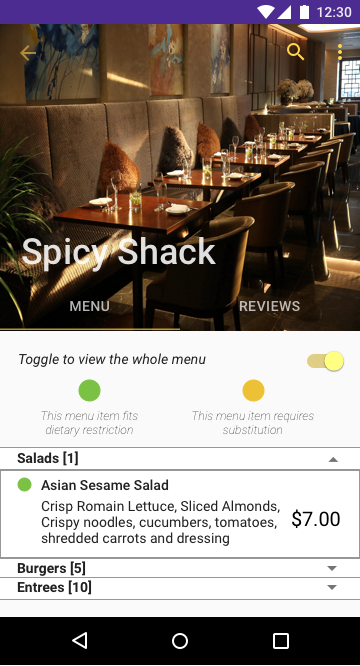 12:30
Spicy Shack
MENU
REVIEWS
Toggle to view the whole menu
This menu item fits
dietary restriction
This menu item requires
substitution
Salads [1]
Asian Sesame Salad
Crisp Romain Lettuce, Sliced Almonds,
Crispy noodles, cucumbers, tomatoes,
shredded carrots and dressing
$7.00
Burgers [5]
Entrees [10]